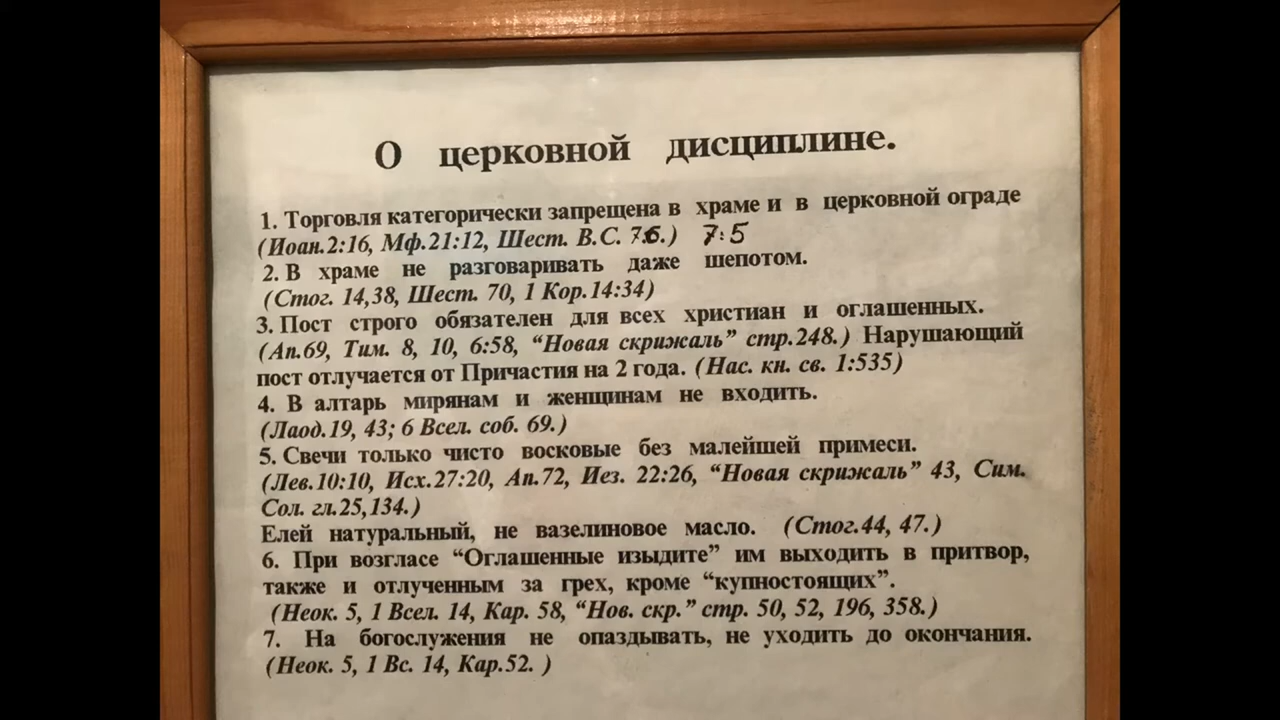 О церковной дисциплине.
1. Торговля категорически запрещена в храме и в церковной ограде
(Иоан.2:16, Мф.21:12, Шест. В.С. 7.6.) 7:5
2. В храме не разговаривать даже шепотом.
(Стог. 14,38, Шест. 70, 1 Кор.14:34)
3. Пост строго обязателен для всех христиан и оглашенных.
(Ап.69, Тим. 8, 10, 6:58, “Новая скрижаль” стр.248.) Нарушающий
пост отлучается от Причастия на 2 года. (Нас. кн. св. 1:535)
4. В алтарь мирянам и женщинам не входить.
(Лаод.19, 43; 6 Всел. соб. 69.)
5. Свечи только чисто восковые без малейшей примеси.
(Лев.10:10, Исх.27:20, Ап.72, Иез. 22:26, “Новая скрижаль” 43, Сим.
Сол. гл.25,134.)
Елей натуральный, не вазелиновое масло. (Стог.44, 47.)
6. При возгласе “Оглашенные изыдите” им выходить в притвор,
также и отлученным за грех, кроме “купностоящих”.
(Неок. 5, 1 Всел. 14, Кар. 58, “Нов. скр.” стр. 50, 52, 196, 358.)
7. На богослужения не опаздывать, не уходить до окончания.
(Неок. 5, 1 Вс. 14, Кар.52. )